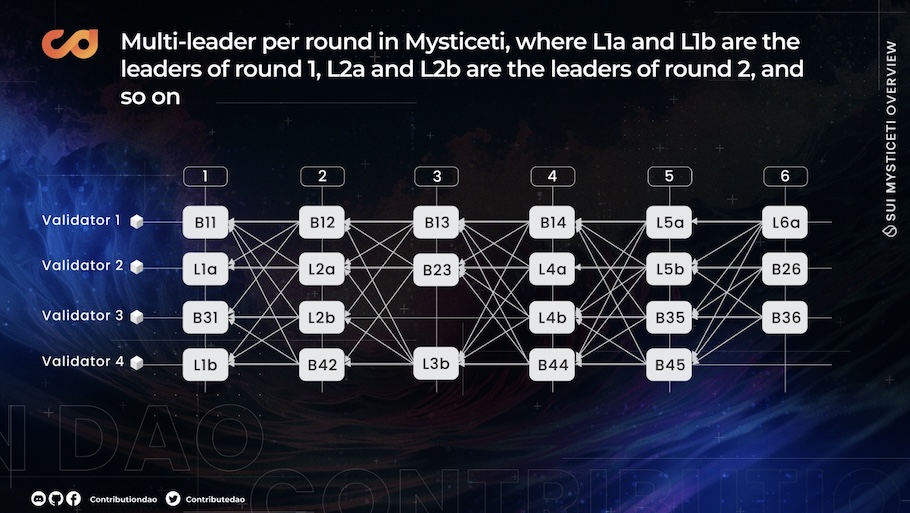 Multi-leader per round in Mysticeti, where L1a and L1b are the
leaders of round 1, L2a and L2b are the leaders of round 2, and
so on
SUI MYSTICETI OVERVIEW
1 2 3 4 5 6
Validator 1 B11 B12 B13 B14 L5a L6a
Validator 2 L1a L2a B23 L4a L5b B26
Validator 3 B31 L2b L4b B35 B36
Validator 4 L1b B42 L3b B44 B45
N DAO
CONTRIBUTIO
Contributiondao Contributedao